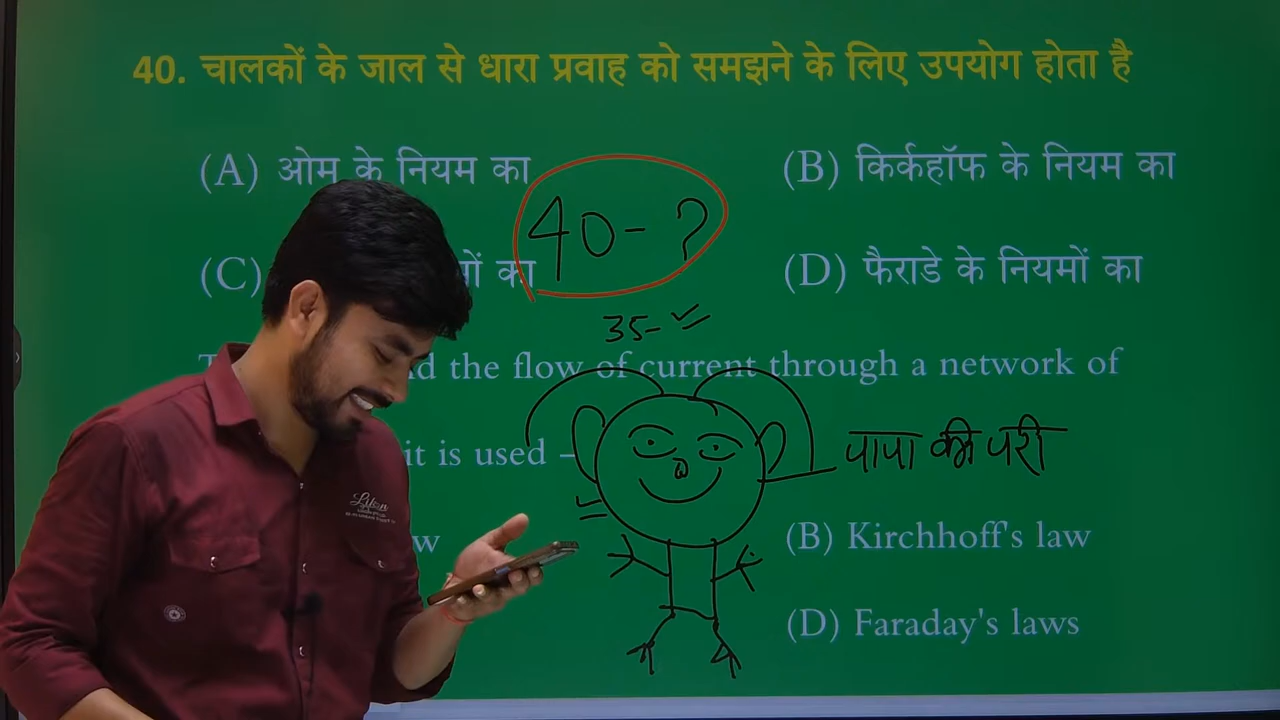 40. चालकों के जाल से धारा प्रवाह को समझने के लिए उपयोग होता है
(A) ओम के नियम का
(B) किर्कहॉफ के नियम का
40-?
(C) का
(D) फैराडे के नियमों का
35-
the flow of current through a network of
it is used –
पापा की परी
(B) Kirchhoff's law
(D) Faraday's laws